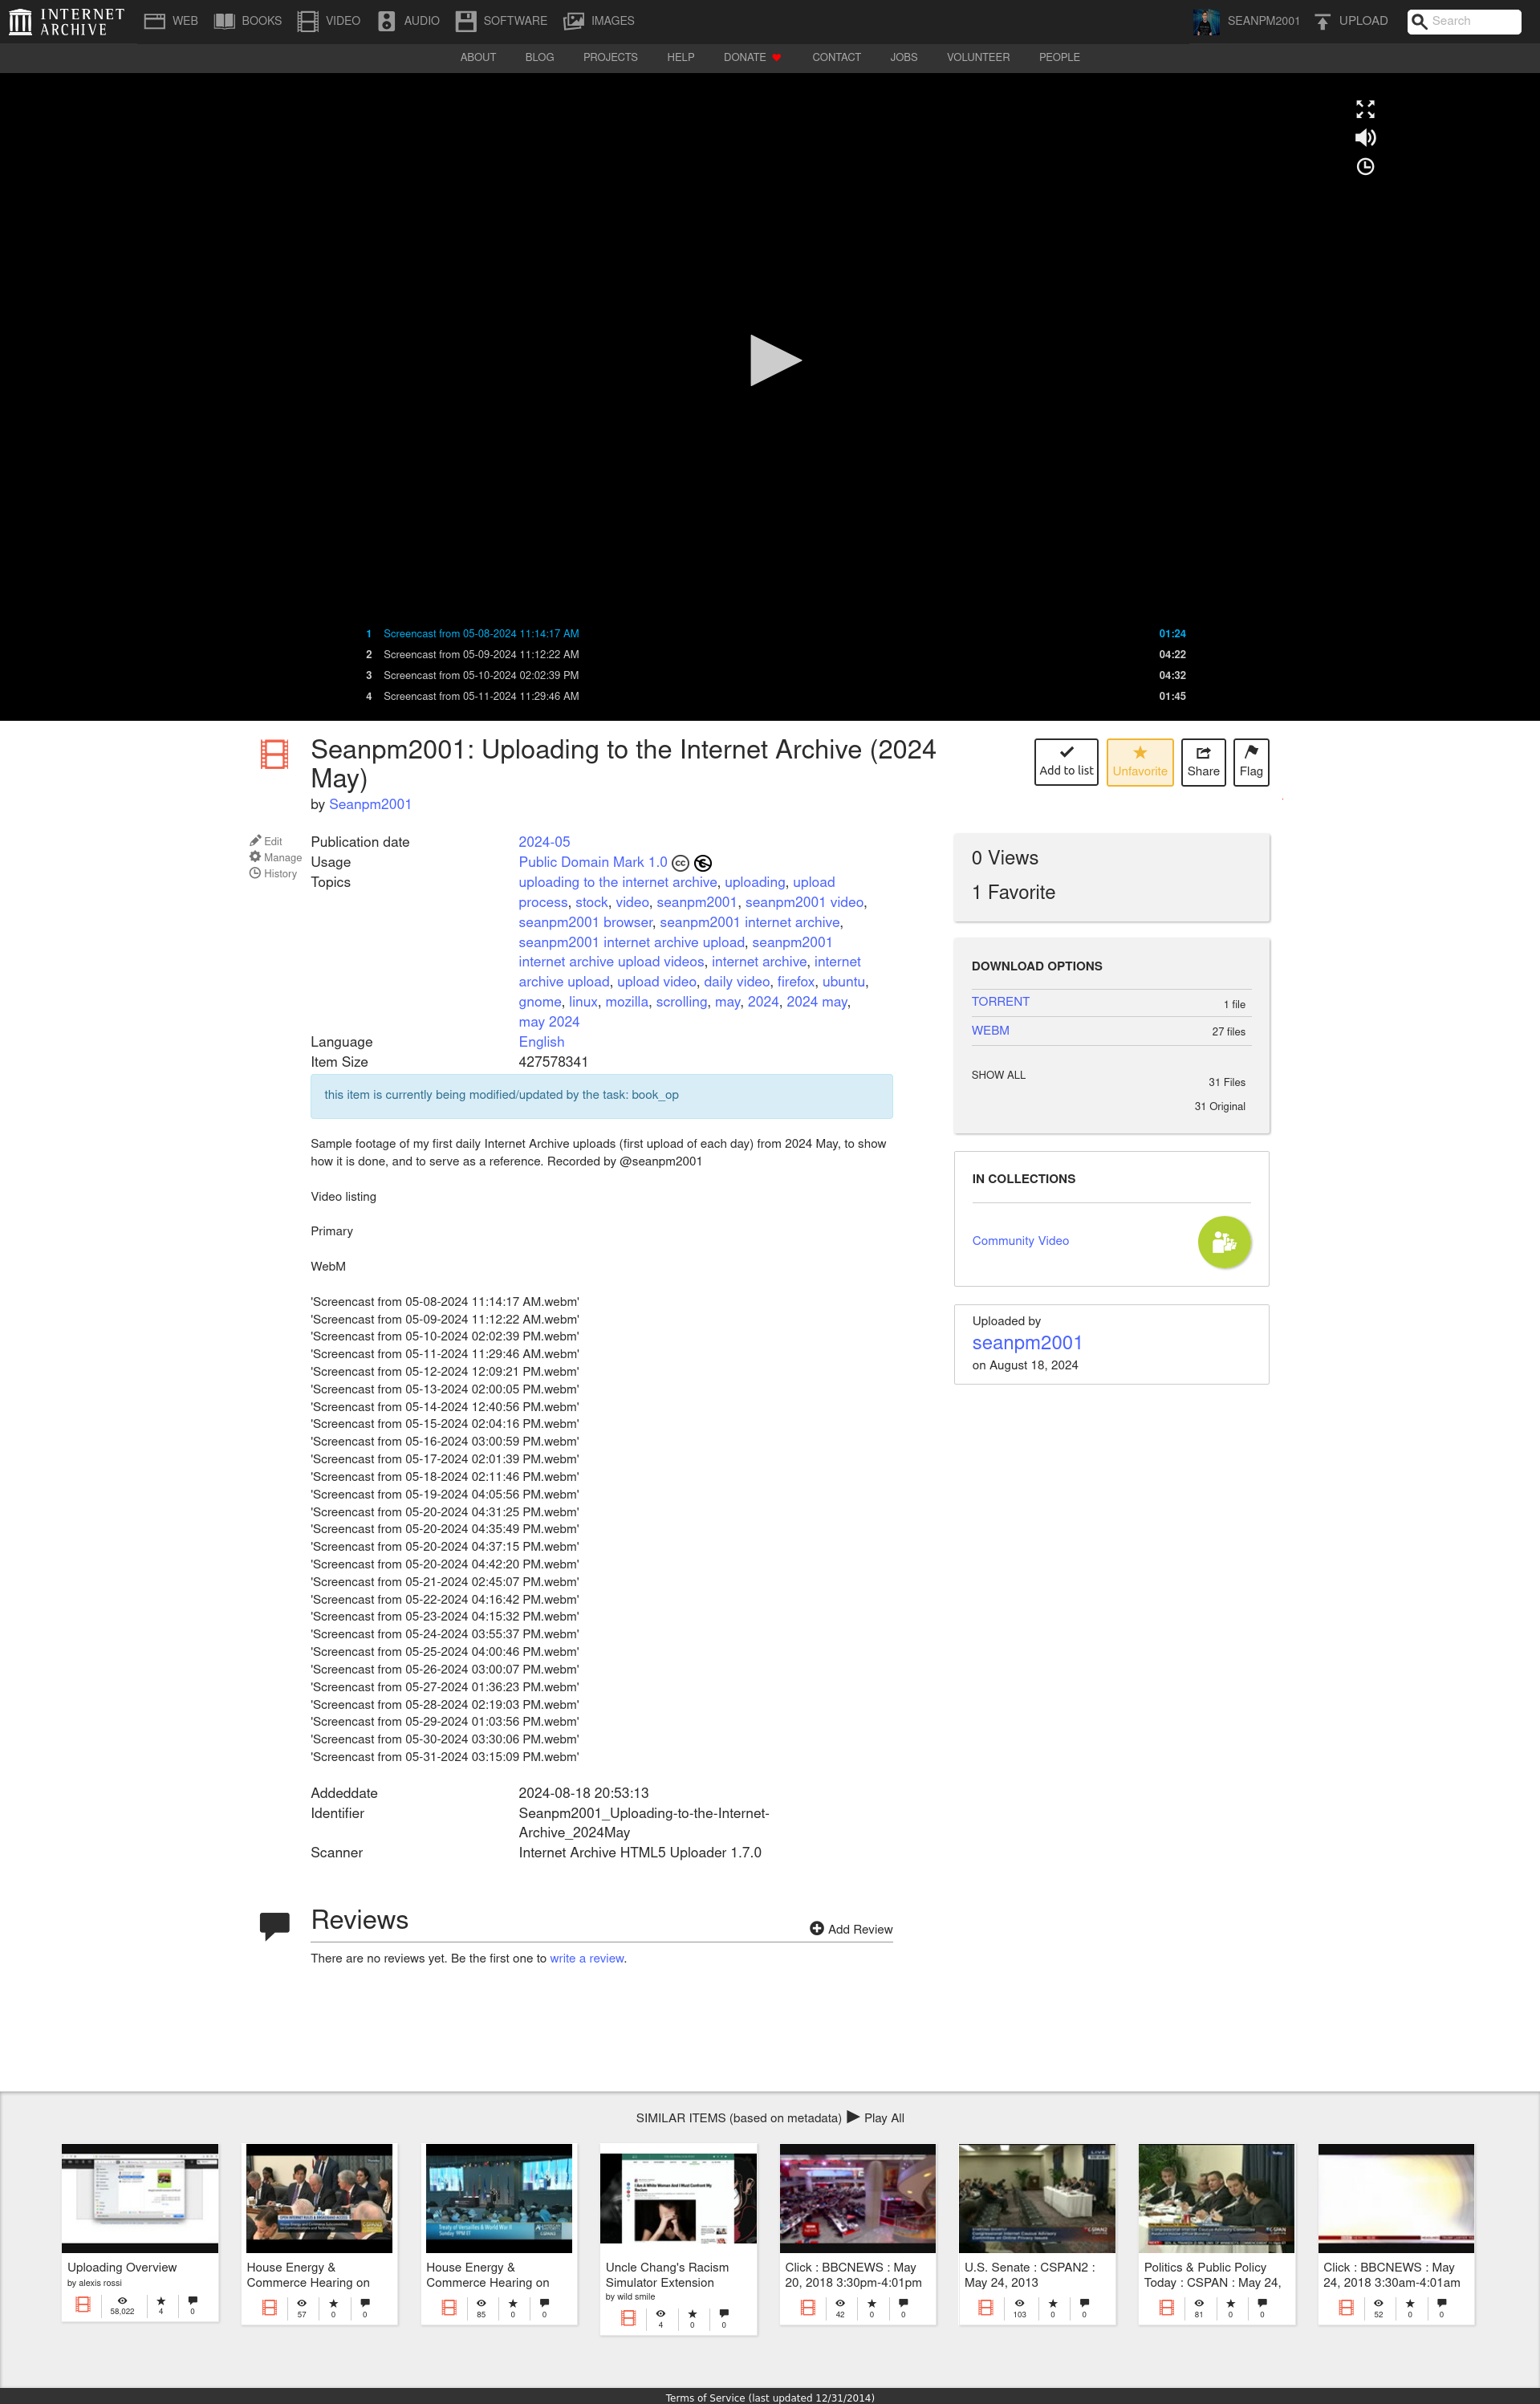 INTERNET ARCHIVE
WEB BOOKS VIDEO AUDIO SOFTWARE IMAGES SEANPM2001 UPLOAD Search
ABOUT BLOG PROJECTS HELP DONATE CONTACT JOBS VOLUNTEER PEOPLE
1 Screencast from 05-08-2024 11:14:17 AM 01:24
2 Screencast from 05-09-2024 11:12:22 AM 04:22
3 Screencast from 05-10-2024 02:02:39 PM 04:32
4 Screencast from 05-11-2024 11:29:46 AM 01:45
Seanpm2001: Uploading to the Internet Archive (2024
May)
by Seanpm2001
Add to list Unfavorite Share Flag
Edit
Manage
History
Publication date 2024-05
Usage Public Domain Mark 1.0
Topics uploading to the internet archive, uploading, upload
process, stock, video, seanpm2001, seanpm2001 video,
seanpm2001 browser, seanpm2001 internet archive,
seanpm2001 internet archive upload, seanpm2001
internet archive upload videos, internet archive, internet
archive upload, upload video, daily video, firefox, ubuntu,
gnome, linux, mozilla, scrolling, may, 2024, 2024 may,
may 2024
Language English
Item Size 427578341
this item is currently being modified/updated by the task: book_op
Sample footage of my first daily Internet Archive uploads (first upload of each day) from 2024 May, to show
how it is done, and to serve as a reference. Recorded by @seanpm2001
Video listing
Primary
WebM
'Screencast from 05-08-2024 11:14:17 AM.webm'
'Screencast from 05-09-2024 11:12:22 AM.webm'
'Screencast from 05-10-2024 02:02:39 PM.webm'
'Screencast from 05-11-2024 11:29:46 AM.webm'
'Screencast from 05-12-2024 12:09:21 PM.webm'
'Screencast from 05-13-2024 02:00:05 PM.webm'
'Screencast from 05-14-2024 12:40:56 PM.webm'
'Screencast from 05-15-2024 02:04:16 PM.webm'
'Screencast from 05-16-2024 03:00:59 PM.webm'
'Screencast from 05-17-2024 02:01:39 PM.webm'
'Screencast from 05-18-2024 02:11:46 PM.webm'
'Screencast from 05-19-2024 04:05:56 PM.webm'
'Screencast from 05-20-2024 04:31:25 PM.webm'
'Screencast from 05-20-2024 04:35:49 PM.webm'
'Screencast from 05-20-2024 04:37:15 PM.webm'
'Screencast from 05-20-2024 04:42:20 PM.webm'
'Screencast from 05-21-2024 02:45:07 PM.webm'
'Screencast from 05-22-2024 04:16:42 PM.webm'
'Screencast from 05-23-2024 04:15:32 PM.webm'
'Screencast from 05-24-2024 03:55:37 PM.webm'
'Screencast from 05-25-2024 04:00:46 PM.webm'
'Screencast from 05-26-2024 03:00:07 PM.webm'
'Screencast from 05-27-2024 01:36:23 PM.webm'
'Screencast from 05-28-2024 02:19:03 PM.webm'
'Screencast from 05-29-2024 01:03:56 PM.webm'
'Screencast from 05-30-2024 03:30:06 PM.webm'
'Screencast from 05-31-2024 03:15:09 PM.webm'
Addeddate 2024-08-18 20:53:13
Identifier Seanpm2001_Uploading-to-the-Internet-
Archive_2024May
Scanner Internet Archive HTML5 Uploader 1.7.0
0 Views
1 Favorite
DOWNLOAD OPTIONS
TORRENT 1 file
WEBM 27 files
SHOW ALL 31 Files
31 Original
IN COLLECTIONS
Community Video
Uploaded by
seanpm2001
on August 18, 2024
Reviews
Add Review
There are no reviews yet. Be the first one to write a review.
SIMILAR ITEMS (based on metadata) Play All
Uploading Overview
by alexis rossi
58,022 4 0
House Energy &
Commerce Hearing on
57 0 0
Treaty of Versailles & World War II
Sunday, 9PM ET
House Energy &
Commerce Hearing on
85 0 0
I Am A White Woman And I Must Confront My
Racism
Uncle Chang's Racism
Simulator Extension
by wild smile
4 0 0
Click : BBCNEWS : May
20, 2018 3:30pm-4:01pm
42 0 0
U.S. Senate : CSPAN2 :
May 24, 2013
103 0 0
Politics & Public Policy
Today : CSPAN : May 24,
81 0 0
Click : BBCNEWS : May
24, 2018 3:30am-4:01am
52 0 0
Terms of Service (last updated 12/31/2014)